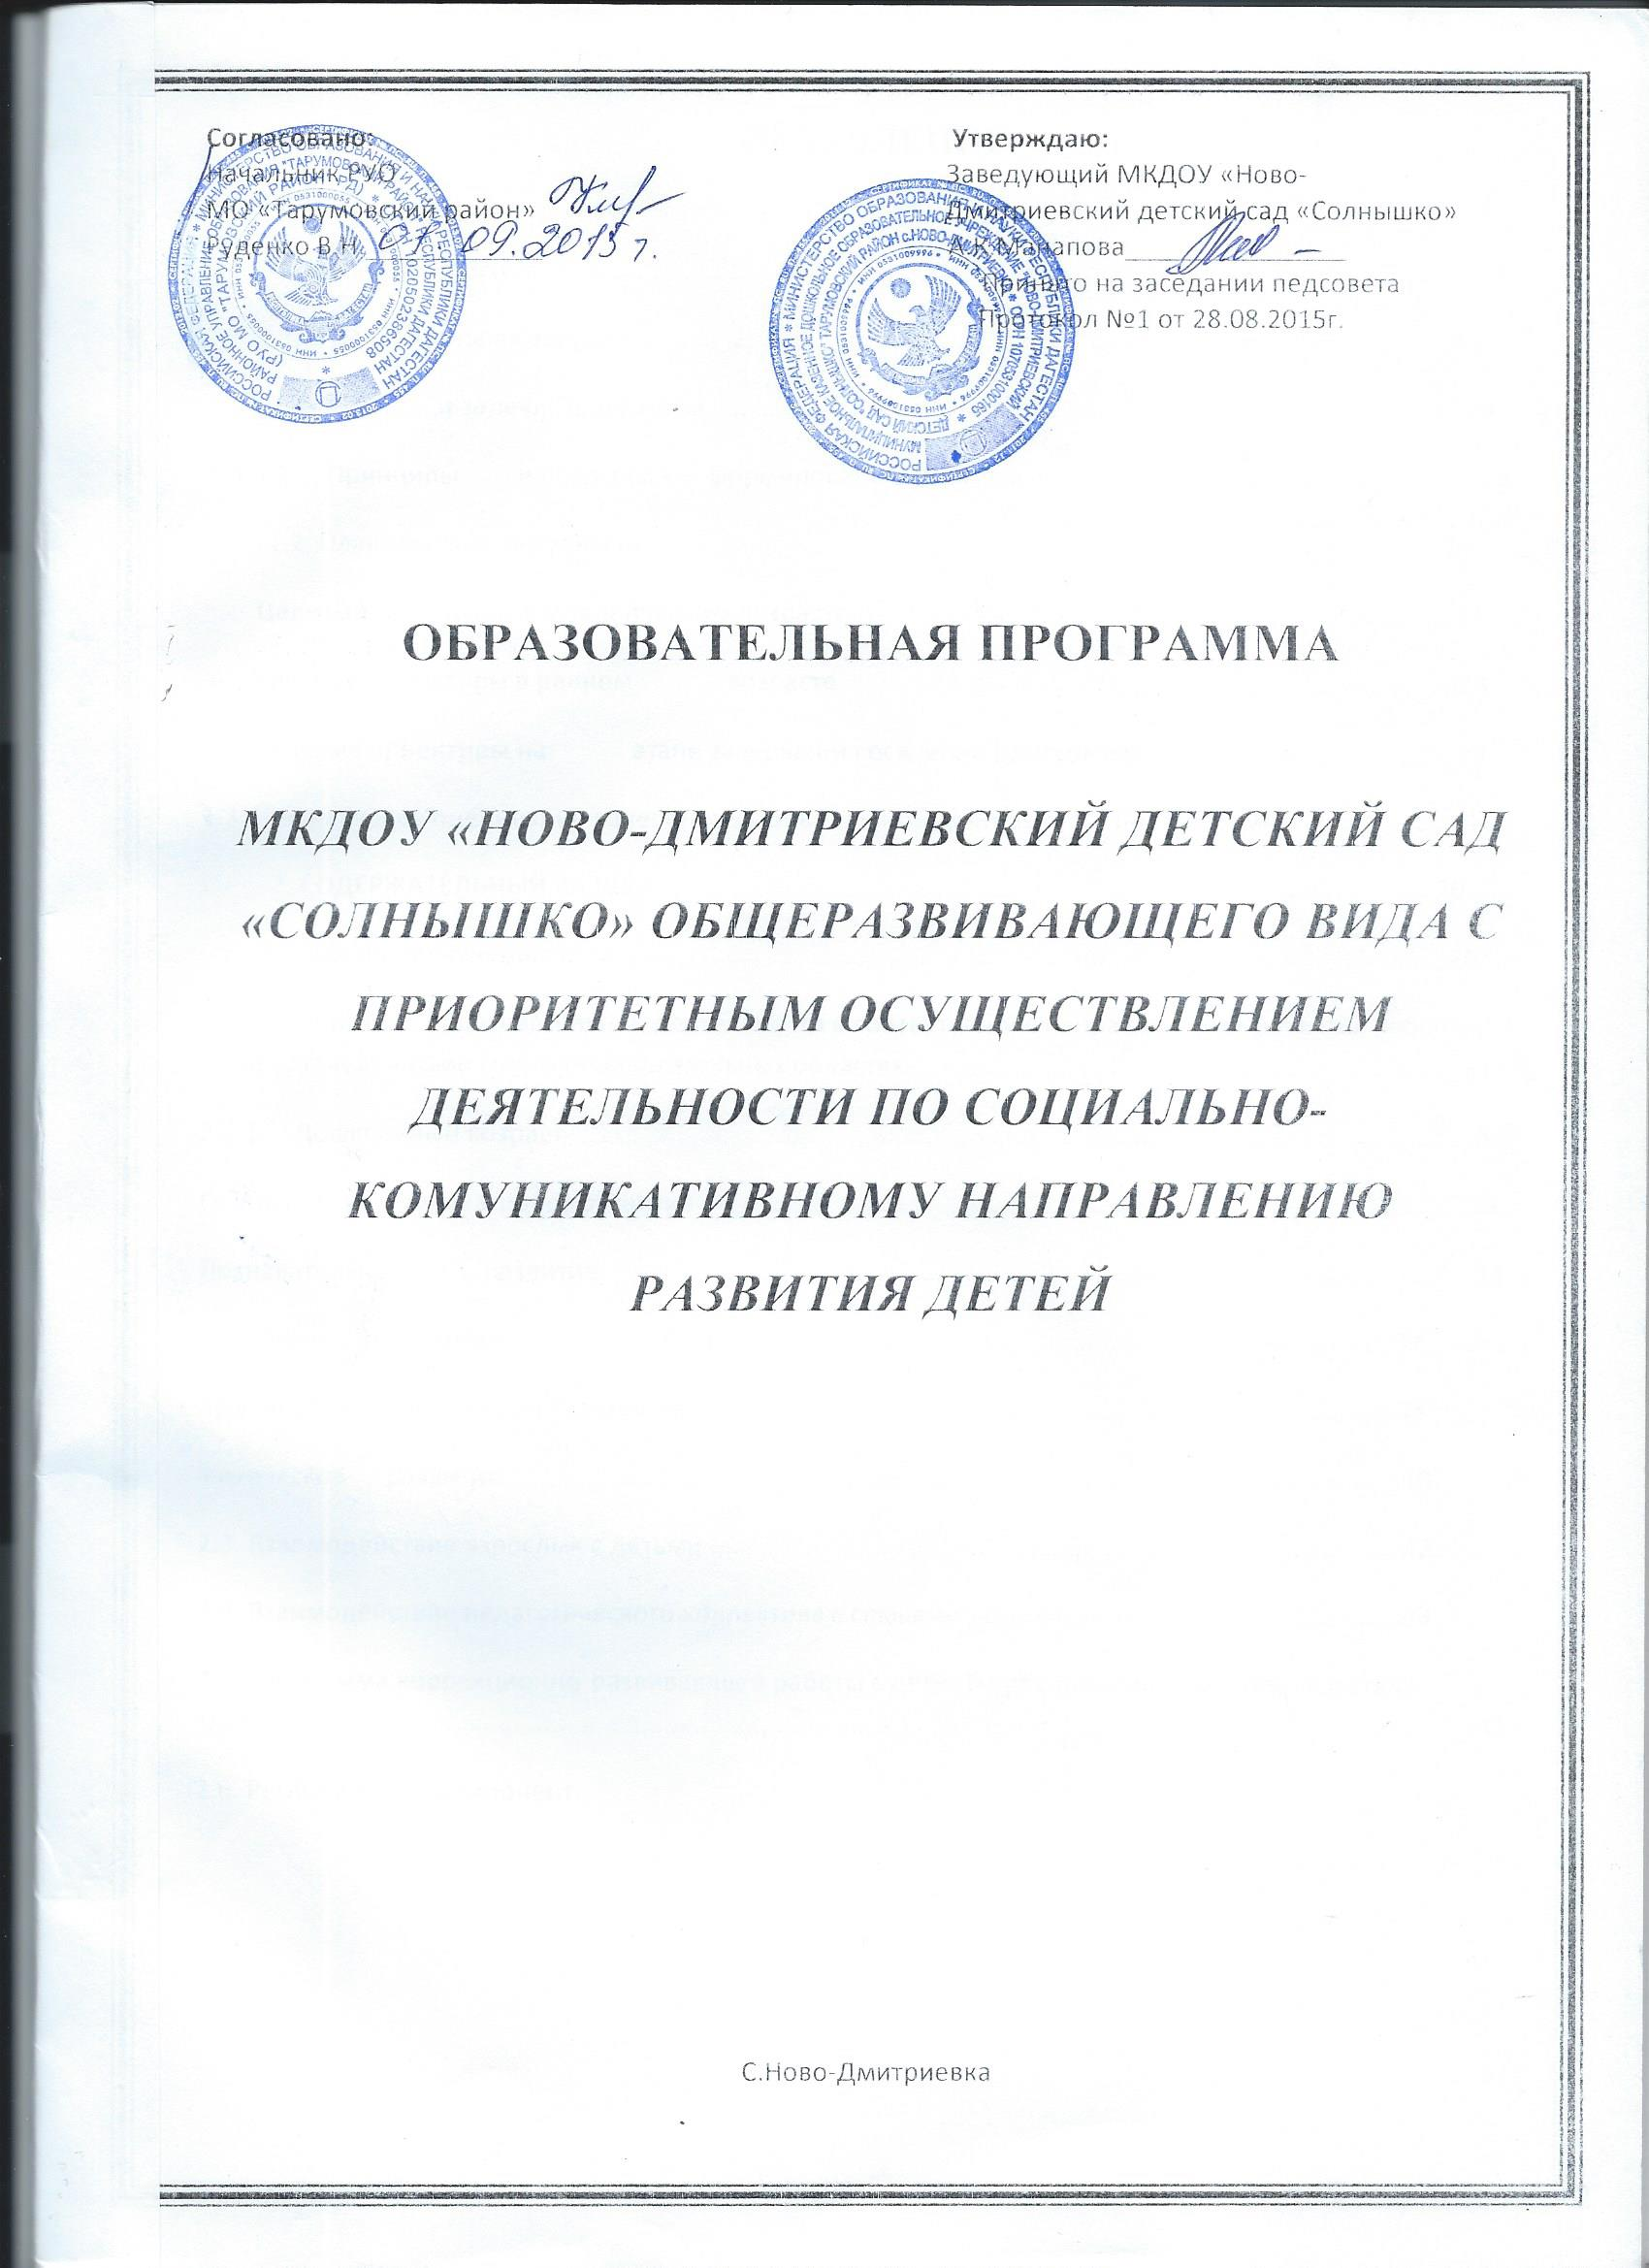 Согласовано:
Начальник РУО
МО «Тарумовский район»
Руденко В.Н.
01.09.2015 г.
Утверждаю:
Заведующий МКДОУ «Ново-
Дмитриевский детский сад «Солнышко»
Манапова
Принято на заседании педсовета
Протокол №1 от 28.08.2015г.
ОБРАЗОВАТЕЛЬНАЯ ПРОГРАММА
МКДОУ «НОВО-ДМИТРИЕВСКИЙ ДЕТСКИЙ САД
«СОЛНЫШКО» ОБЩЕРАЗВИВАЮЩЕГО ВИДА С
ПРИОРИТЕТНЫМ ОСУЩЕСТВЛЕНИЕМ
ДЕЯТЕЛЬНОСТИ ПО СОЦИАЛЬНО-
КОМУНИКАТИВНОМУ НАПРАВЛЕНИЮ
РАЗВИТИЯ ДЕТЕЙ
С.Ново-Дмитриевка